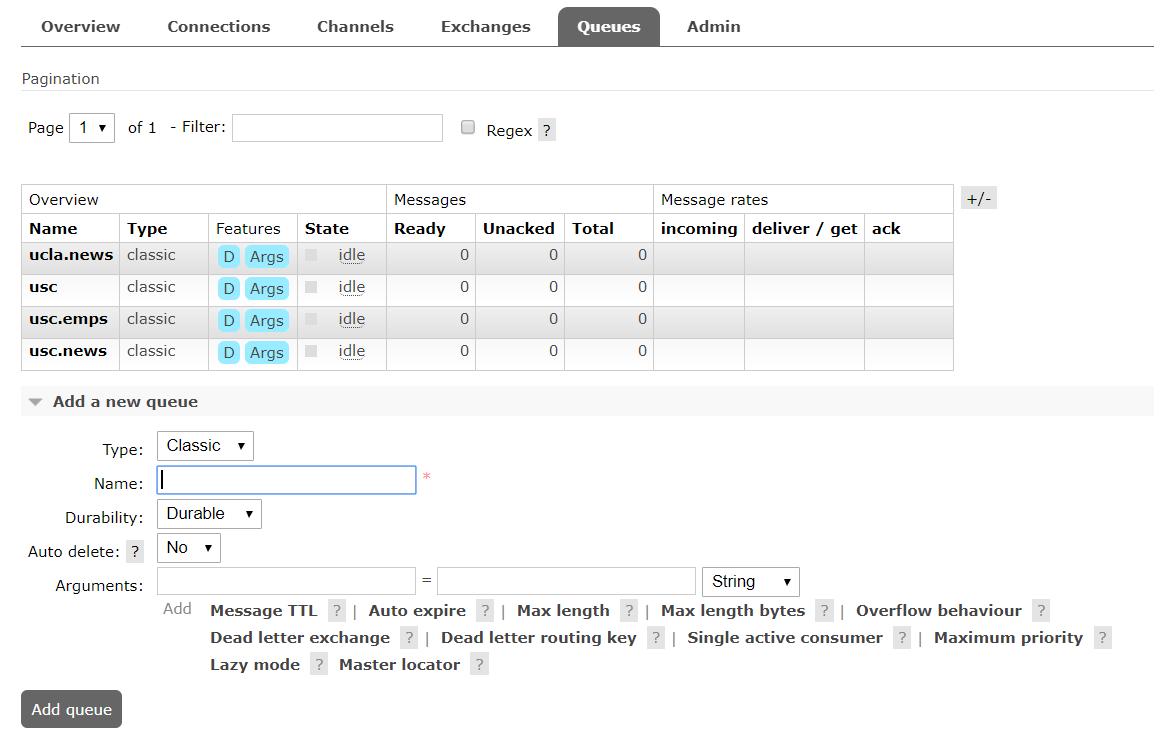 Overview Connections Channels Exchanges Queues Admin
Pagination
Page 1 of 1 - Filter: Regex ?
Overview Messages Message rates +/-
Name Type Features State Ready Unacked Total incoming deliver / get ack
ucla.news classic D Args idle 0 0 0
usc classic D Args idle 0 0 0
usc.emps classic D Args idle 0 0 0
usc.news classic D Args idle 0 0 0
Add a new queue
Type: Classic
Name: *
Durability: Durable
Auto delete: ? No
Arguments: = String
Add Message TTL ? | Auto expire ? | Max length ? | Max length bytes ? | Overflow behaviour ?
Dead letter exchange ? | Dead letter routing key ? | Single active consumer ? | Maximum priority ?
Lazy mode ? Master locator ?
Add queue